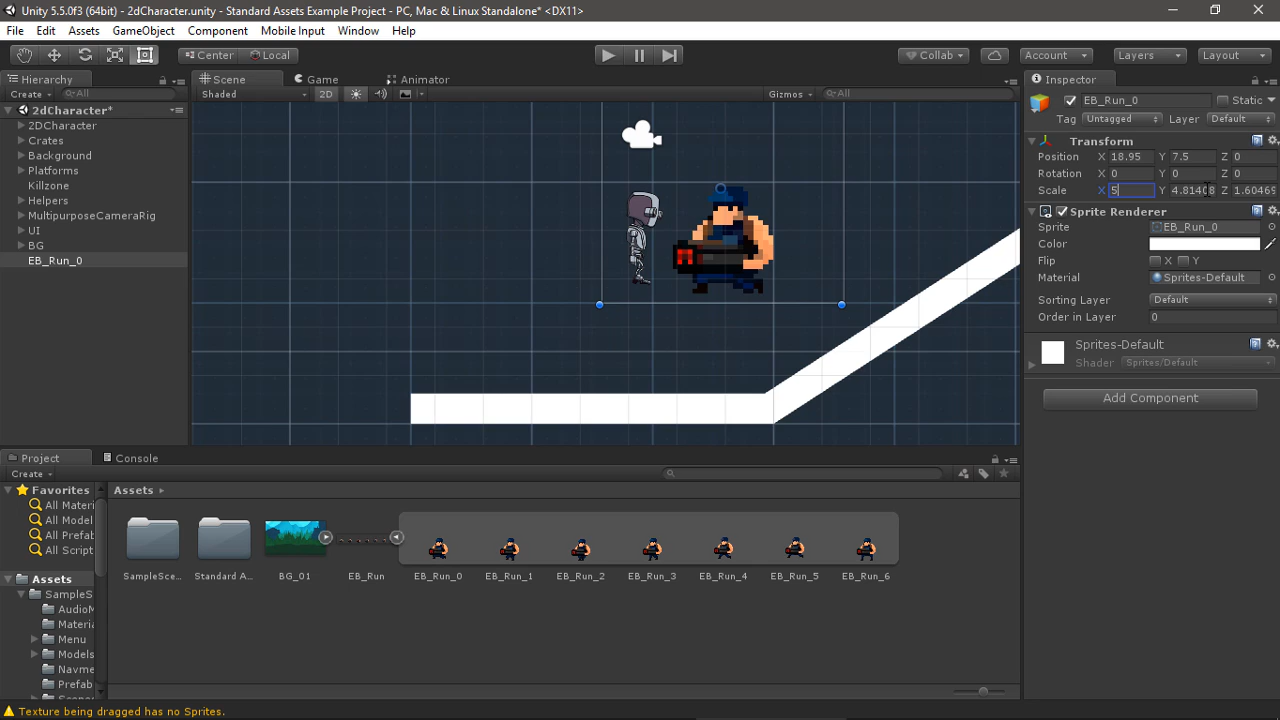 Unity 5.5.0f3 (64bit) - 2dCharacter.unity - Standard Assets Example Project - PC, Mac & Linux Standalone* <DX11>
File Edit Assets GameObject Component Mobile Input Window Help
Center Local Collab Account Layers Layout
Hierarchy Scene Game Animator Inspector
Create All Shaded 2D Gizmos All EB_Run_0 Static
2dCharacter* Tag Untagged Layer Default
2DCharacter
Crates Transform
Background Position X 18.95 Y 7.5 Z 0
Platforms Rotation X 0 Y 0 Z 0
Killzone Scale X 5 Y 4.81408 Z 1.60469
Helpers
MultipurposeCameraRig Sprite Renderer
UI Sprite EB_Run_0
BG Color
EB_Run_0 Flip X Y
Material Sprites-Default
Sorting Layer Default
Order in Layer 0
Sprites-Default
Shader Sprites/Default
Add Component
Project Console
Create
Favorites Assets
All Materi
All Model
All Prefab
All Script
SampleSce... Standard A... BG_01 EB_Run EB_Run_0 EB_Run_1 EB_Run_2 EB_Run_3 EB_Run_4 EB_Run_5 EB_Run_6
Assets
SampleS
AudioM
Materia
Menu
Models
Navme
Prefab
Texture being dragged has no Sprites.